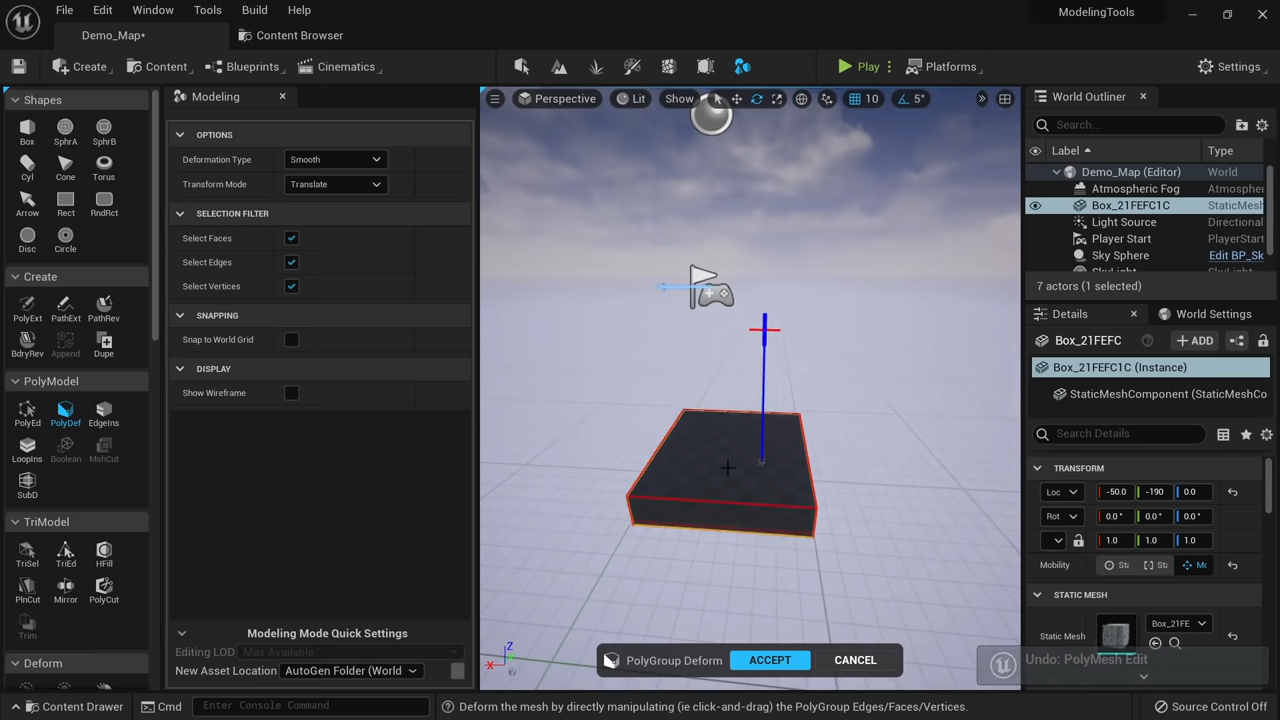 File Edit Window Tools Build Help
ModelingTools
Demo_Map*
Content Browser
Create
Content
Blueprints
Cinematics
Play
Platforms
Settings
Shapes
Box SphrA SphrB
Cyl Cone Torus
Arrow Rect RndRct
Disc Circle
Create
PolyExt PathExt PathRev
BdryRev Append Dupe
PolyModel
PolyEd PolyDef EdgeIns
LoopIns Boolean MshCut
SubD
TriModel
TriSel TriEd HFill
PlnCut Mirror PolyCut
Trim
Deform
Modeling
OPTIONS
Deformation Type Smooth
Transform Mode Translate
SELECTION FILTER
Select Faces
Select Edges
Select Vertices
SNAPPING
Snap to World Grid
DISPLAY
Show Wireframe
Modeling Mode Quick Settings
Editing LOD Max Available
New Asset Location AutoGen Folder (World
Perspective Lit Show 10 5°
Z
X
PolyGroup Deform ACCEPT CANCEL
World Outliner
Search...
Label Type
Demo_Map (Editor) World
Atmospheric Fog Atmosphe
Box_21FEFC1C StaticMesh
Light Source Directional
Player Start PlayerStart
Sky Sphere Edit BP_Sk
7 actors (1 selected)
Details World Settings
Box_21FEFC ADD
Box_21FEFC1C (Instance)
StaticMeshComponent (StaticMeshCo
Search Details
TRANSFORM
Loc -50.0 -190 0.0
Rot 0.0° 0.0° 0.0°
1.0 1.0 1.0
Mobility Sta Sta Mo
STATIC MESH
Static Mesh Box_21FE
Undo: PolyMesh Edit
Content Drawer Cmd Enter Console Command Deform the mesh by directly manipulating (ie click-and-drag) the PolyGroup Edges/Faces/Vertices. Source Control Off